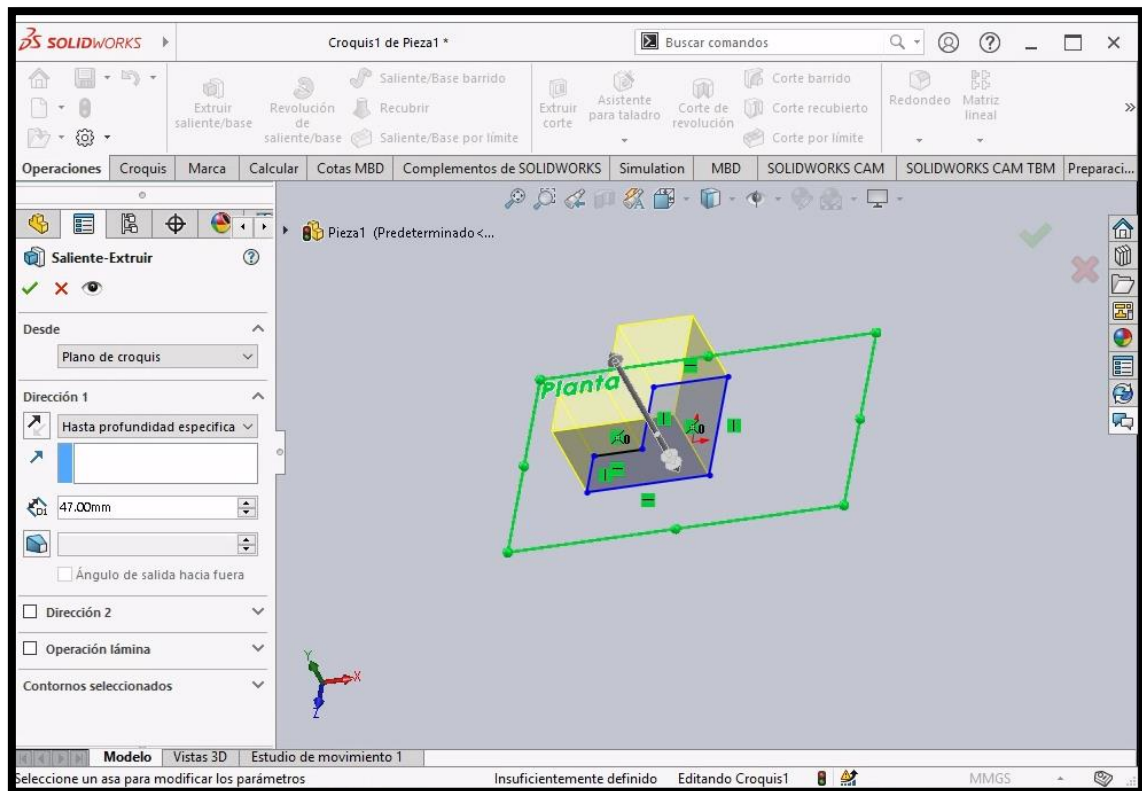 SOLIDWORKS
Croquis1 de Pieza1 *
Buscar comandos
Extruir saliente/base
Revolución de saliente/base
Saliente/Base barrido
Recubrir
Saliente/Base por límite
Extruir corte
Asistente para taladro
Corte de revolución
Corte barrido
Corte recubierto
Corte por límite
Redondeo
Matriz lineal
Operaciones
Croquis
Marca
Calcular
Cotas MBD
Complementos de SOLIDWORKS
Simulation
MBD
SOLIDWORKS CAM
SOLIDWORKS CAM TBM
Preparaci...
Pieza1 (Predeterminado<...
Saliente-Extruir
Desde
Plano de croquis
Dirección 1
Hasta profundidad especifica
D1
47.00mm
Ángulo de salida hacia fuera
Dirección 2
Operación lámina
Contornos seleccionados
Planta
0
0
Y
X
Z
Modelo
Vistas 3D
Estudio de movimiento 1
Seleccione un asa para modificar los parámetros
Insuficientemente definido
Editando Croquis1
MMGS